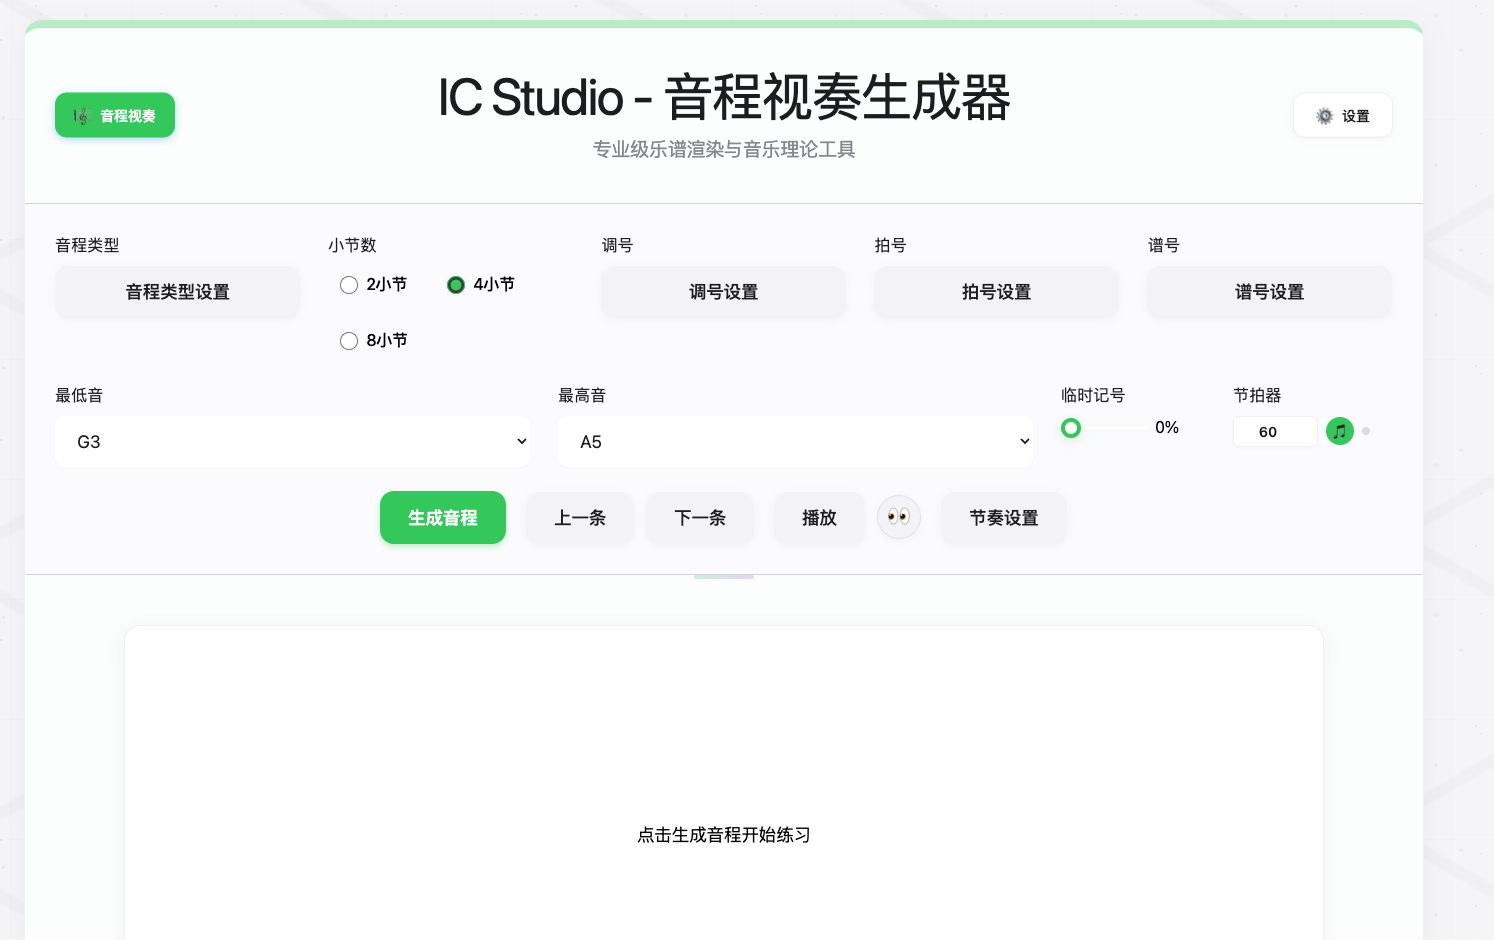 音程视奏
IC Studio - 音程视奏生成器
专业级乐谱渲染与音乐理论工具
设置
音程类型
小节数
调号
拍号
谱号
音程类型设置
2小节
4小节
8小节
调号设置
拍号设置
谱号设置
最低音
最高音
临时记号
节拍器
G3
A5
0%
60
生成音程
上一条
下一条
播放
节奏设置
点击生成音程开始练习